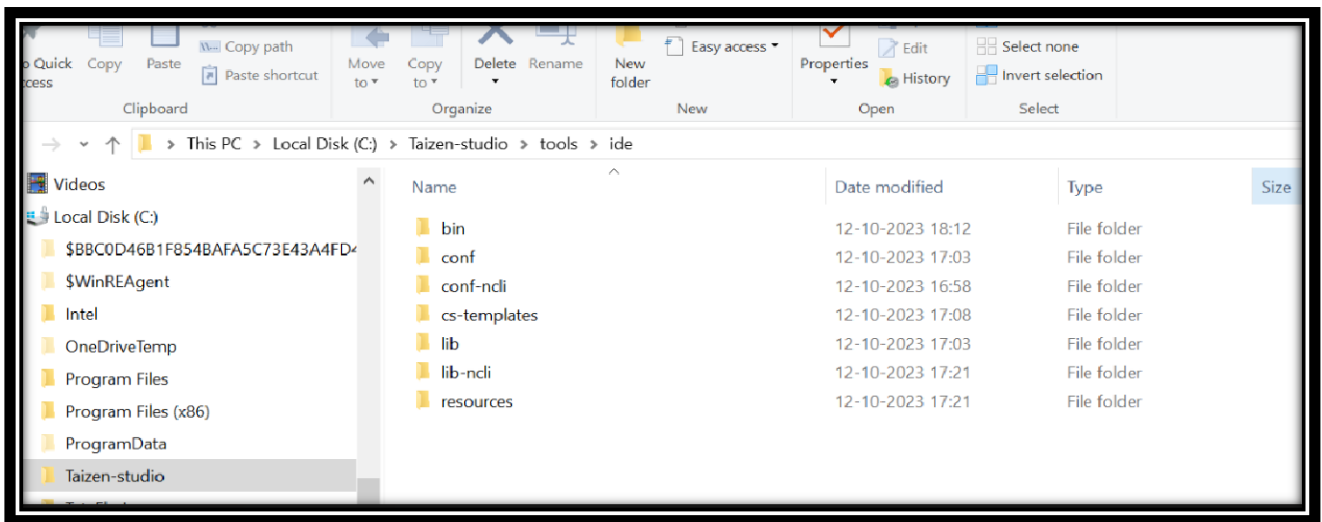 Copy path
Quick Copy Paste Paste shortcut Move to Copy to Delete Rename New folder Easy access Properties Edit History Select none Invert selection
Clipboard Organize New Open Select
This PC > Local Disk (C:) > Taizen-studio > tools > ide
Videos
Local Disk (C:)
$BBC0D46B1F854BAFA5C73E43A4FD4
$WinREAgent
Intel
OneDriveTemp
Program Files
Program Files (x86)
ProgramData
Taizen-studio
Name Date modified Type Size
bin 12-10-2023 18:12 File folder
conf 12-10-2023 17:03 File folder
conf-ncli 12-10-2023 16:58 File folder
cs-templates 12-10-2023 17:08 File folder
lib 12-10-2023 17:03 File folder
lib-ncli 12-10-2023 17:21 File folder
resources 12-10-2023 17:21 File folder